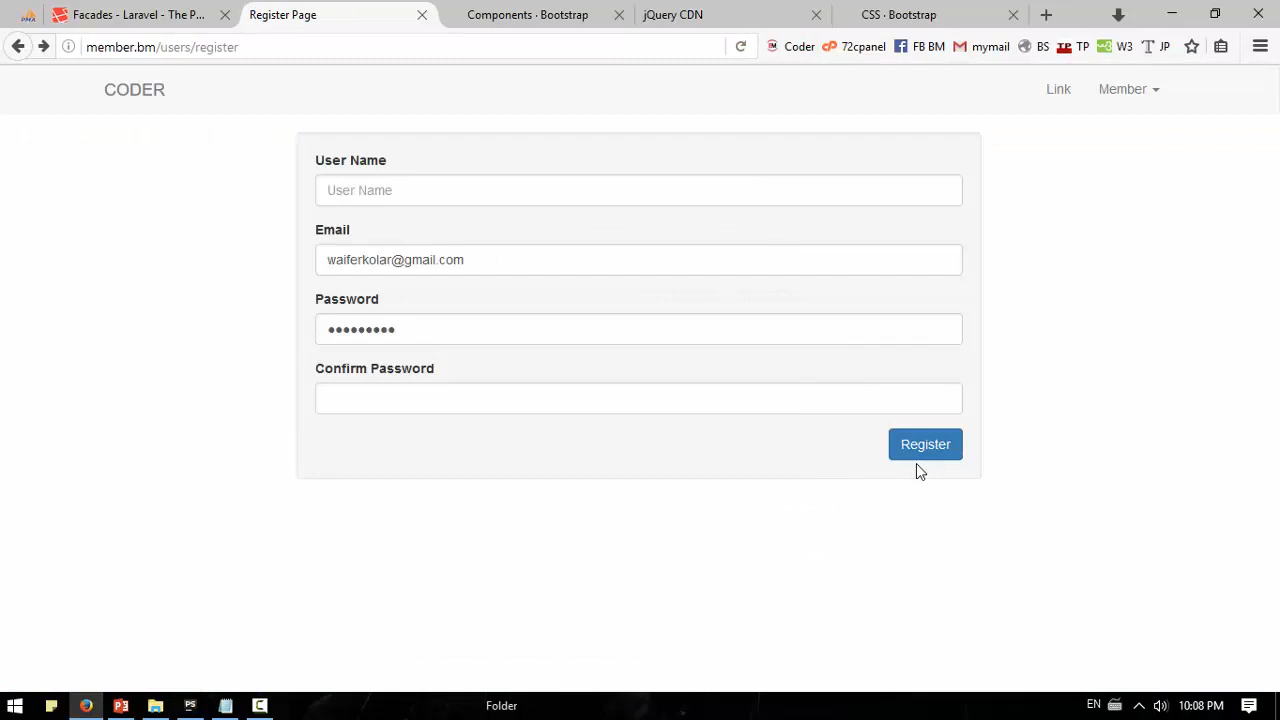 Facades - Laravel - The P...
Register Page
Components · Bootstrap
jQuery CDN
CSS · Bootstrap
member.bm/users/register
Coder
72cpanel
FB BM
mymail
BS
TP
W3
JP
CODER
Link
Member
User Name
User Name
Email
waiferkolar@gmail.com
Password
Confirm Password
Register
Folder
EN
10:08 PM